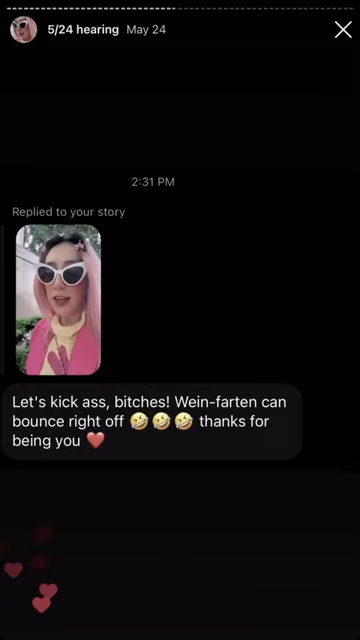 5/24 hearing May 24
2:31 PM
Replied to your story
Let's kick ass, bitches! Wein-farten can
bounce right off 🤣🤣🤣 thanks for
being you ❤️